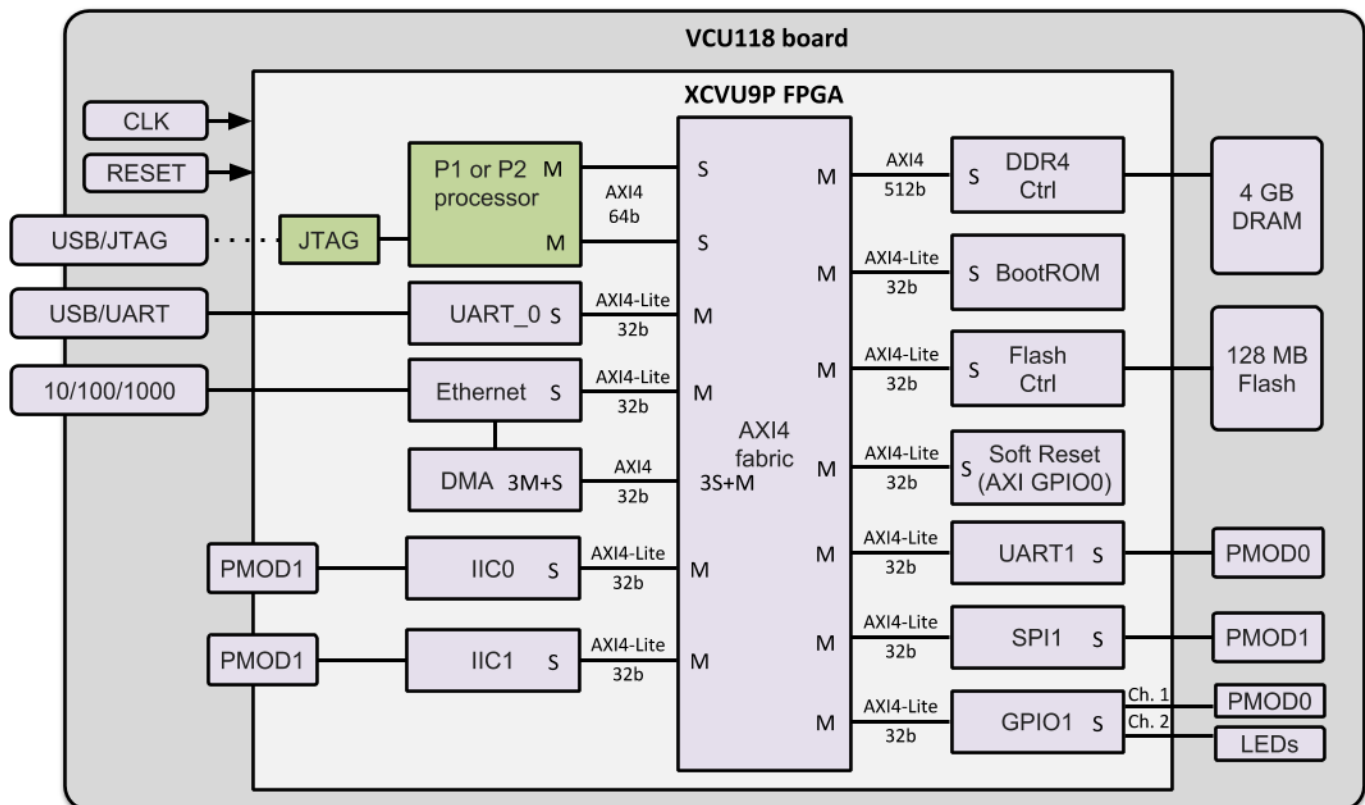 VCU118 board
XCVU9P FPGA
CLK
RESET
USB/JTAG
USB/UART
10/100/1000
PMOD1
PMOD1
JTAG
P1 or P2 M
processor
M
UART_0 S
Ethernet S
DMA 3M+S
IIC0 S
IIC1 S
AXI4
64b
AXI4-Lite
32b
AXI4-Lite
32b
AXI4
32b
AXI4-Lite
32b
AXI4-Lite
32b
S
S
M
M
3S+M
M
M
AXI4
fabric
M
M
M
M
M
M
M
AXI4
512b
AXI4-Lite
32b
AXI4-Lite
32b
AXI4-Lite
32b
AXI4-Lite
32b
AXI4-Lite
32b
AXI4-Lite
32b
S DDR4
Ctrl
S BootROM
S Flash
Ctrl
S Soft Reset
(AXI GPIO0)
UART1 S
SPI1 S
GPIO1 S
Ch. 1
Ch. 2
4 GB
DRAM
128 MB
Flash
PMOD0
PMOD1
PMOD0
LEDs